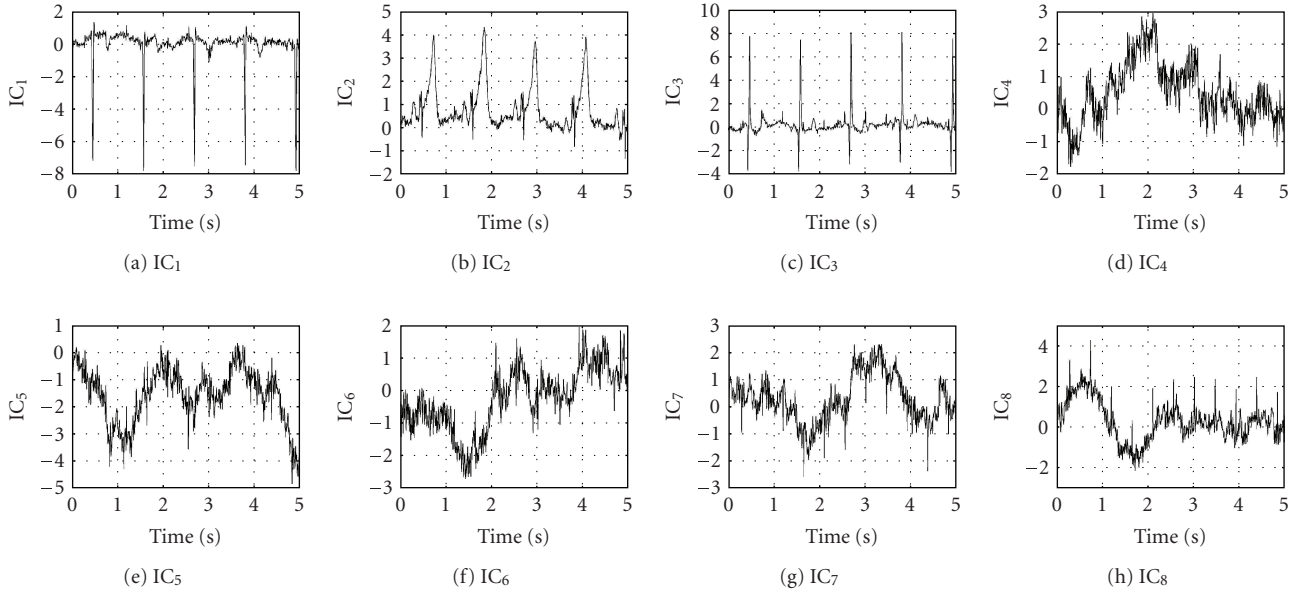 2
0
−2
−4
−6
−8
IC1
0 1 2 3 4 5
Time (s)
(a) IC1
5
4
3
2
1
0
−1
−2
IC2
0 1 2 3 4 5
Time (s)
(b) IC2
10
8
6
4
2
0
−2
−4
IC3
0 1 2 3 4 5
Time (s)
(c) IC3
3
2
1
0
−1
−2
IC4
0 1 2 3 4 5
Time (s)
(d) IC4
1
0
−1
−2
−3
−4
−5
IC5
0 1 2 3 4 5
Time (s)
(e) IC5
2
1
0
−1
−2
−3
IC6
0 1 2 3 4 5
Time (s)
(f) IC6
3
2
1
0
−1
−2
−3
IC7
0 1 2 3 4 5
Time (s)
(g) IC7
4
2
0
−2
IC8
0 1 2 3 4 5
Time (s)
(h) IC8